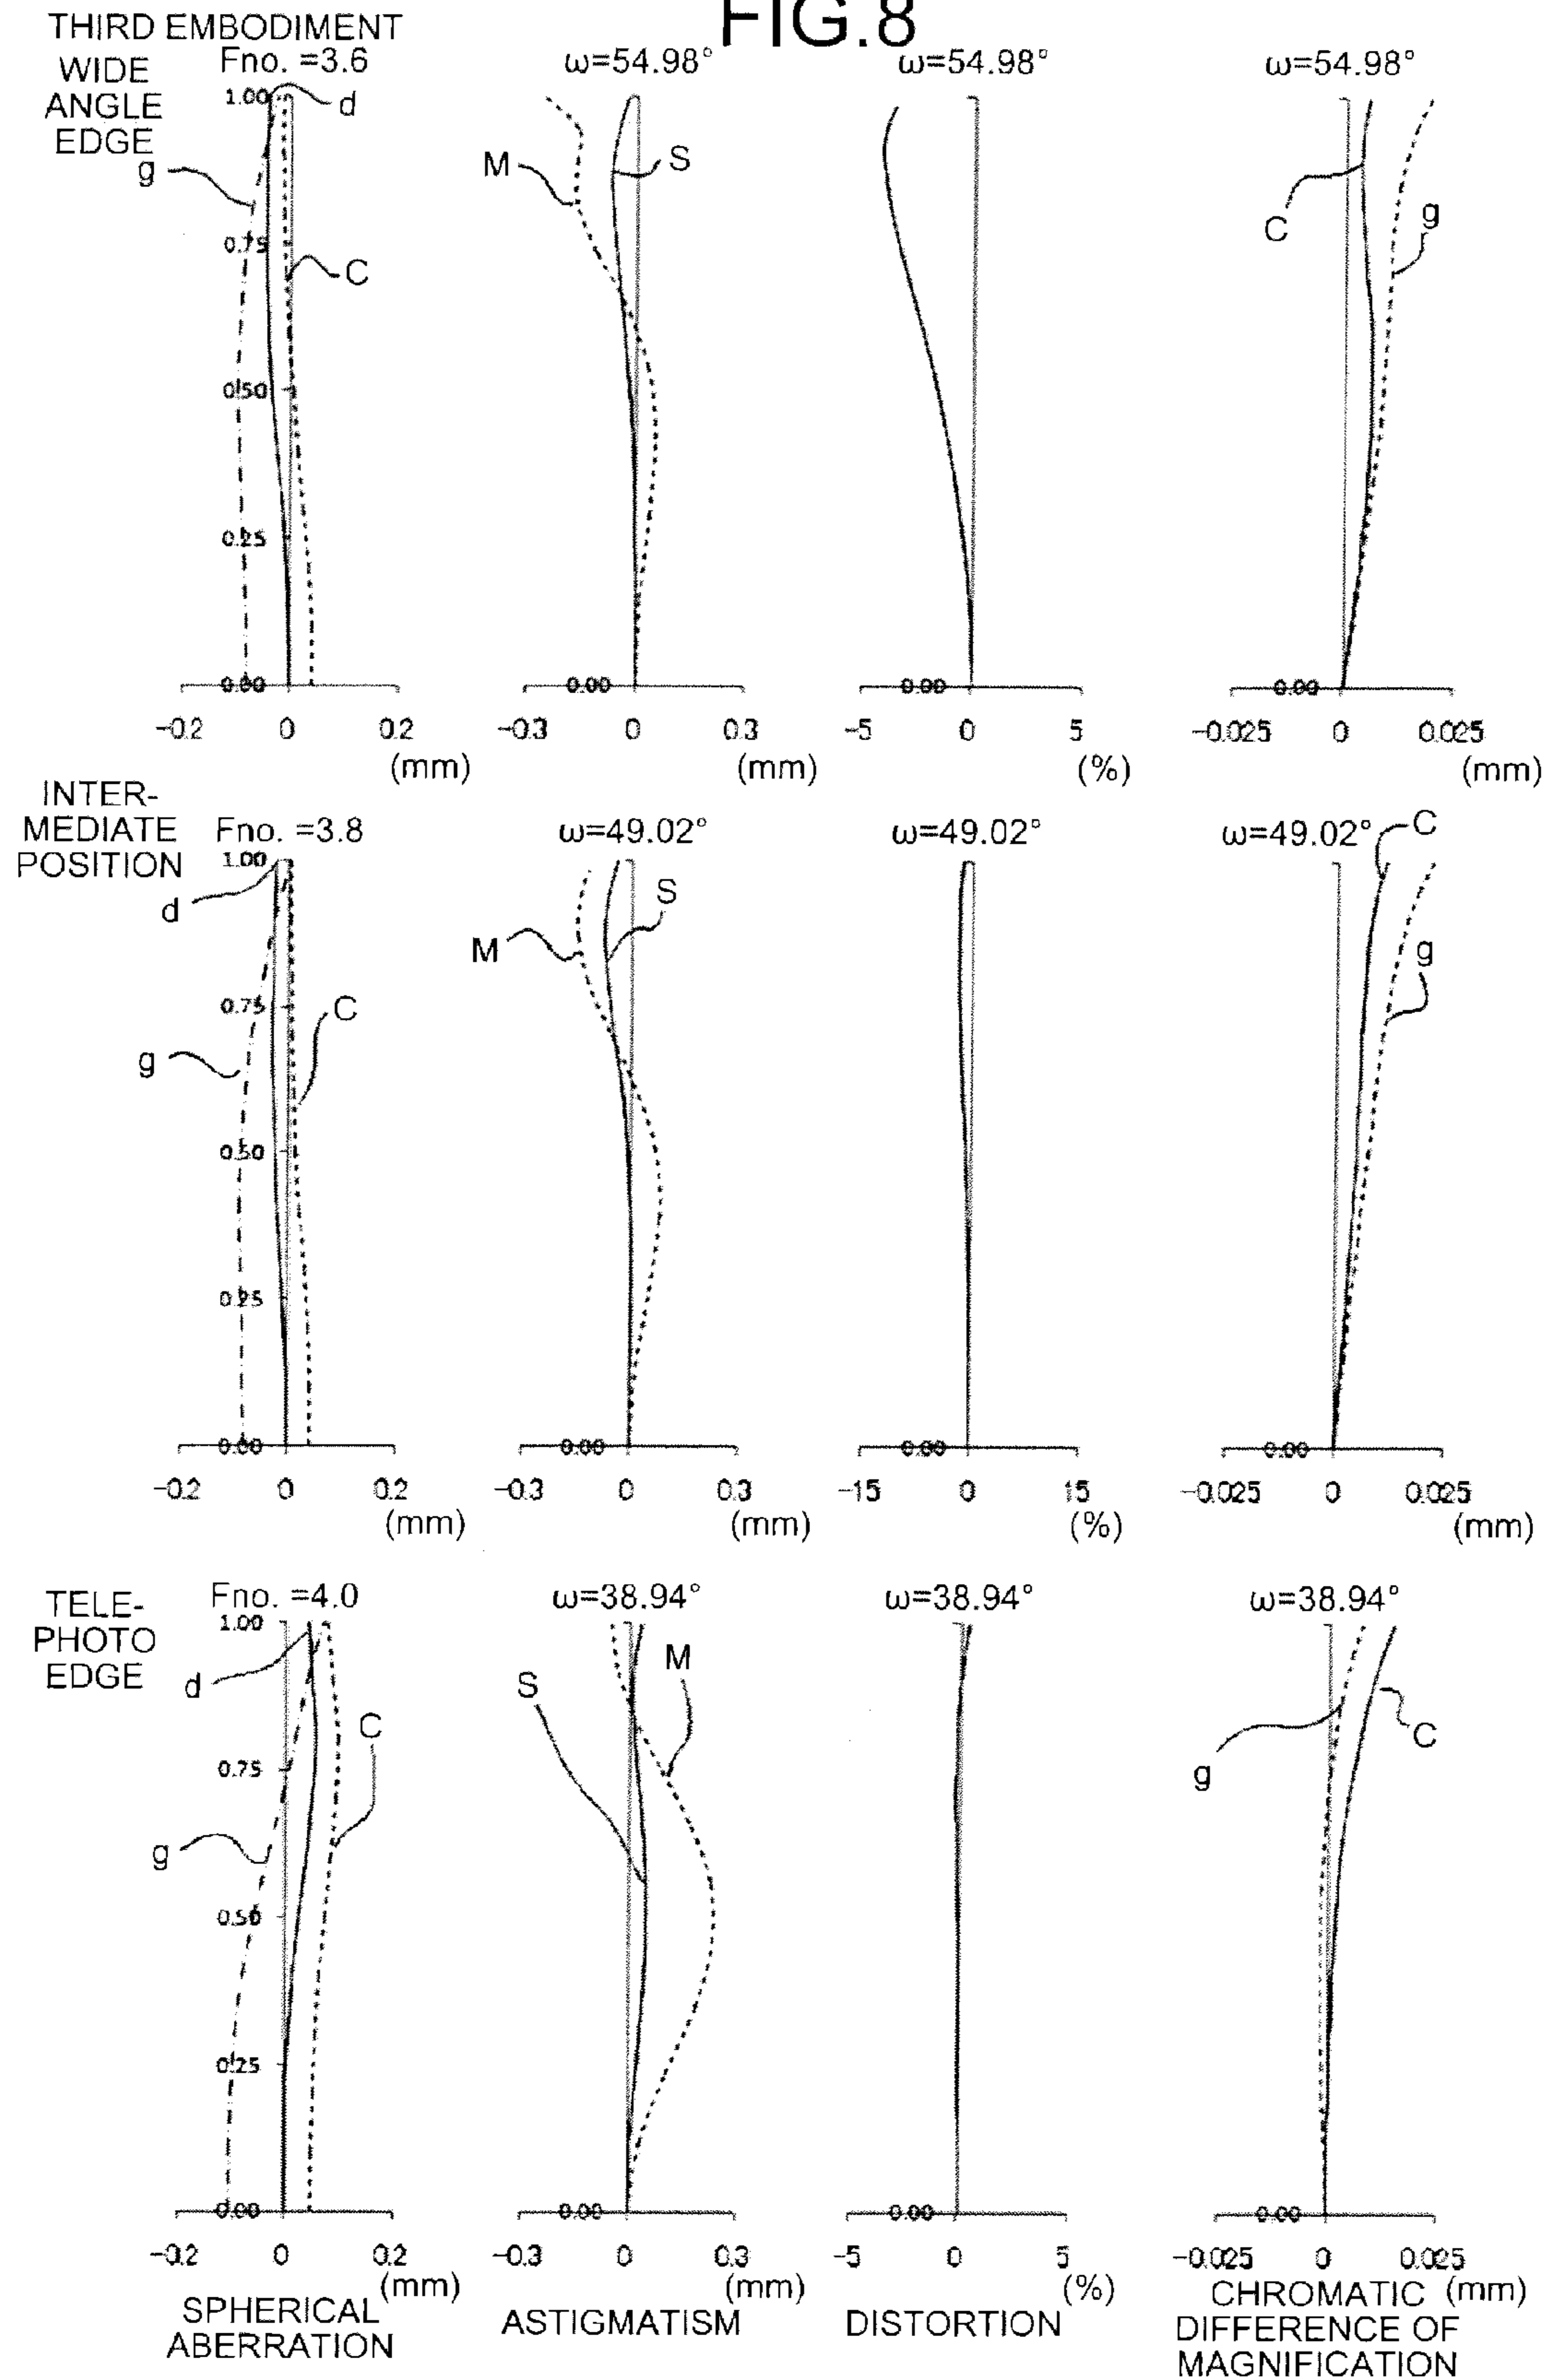 FIG.8
THIRD EMBODIMENT
WIDE
ANGLE
EDGE
Fno. =3.6
ω=54.98°
ω=54.98°
ω=54.98°
1.00
d
g
0.75
C
0.50
0.25
0.00
M
S
0.00
0.00
C
g
0.00
−0.2 0 0.2
(mm)
−0.3 0 0.3
(mm)
−5 0 5
(%)
−0.025 0 0.025
(mm)
INTER-
MEDIATE
POSITION
Fno. =3.8
ω=49.02°
ω=49.02°
ω=49.02°
1.00
d
0.75
C
g
0.50
0.25
0.00
M
S
0.00
0.00
C
g
0.00
−0.2 0 0.2
(mm)
−0.3 0 0.3
(mm)
−15 0 15
(%)
−0.025 0 0.025
(mm)
TELE-
PHOTO
EDGE
Fno. =4.0
ω=38.94°
ω=38.94°
ω=38.94°
1.00
d
C
0.75
g
0.50
0.25
0.00
S
M
0.00
0.00
g
C
0.00
−0.2 0 0.2
(mm)
−0.3 0 0.3
(mm)
−5 0 5
(%)
−0.025 0 0.025
(mm)
SPHERICAL
ABERRATION
ASTIGMATISM
DISTORTION
CHROMATIC
DIFFERENCE OF
MAGNIFICATION